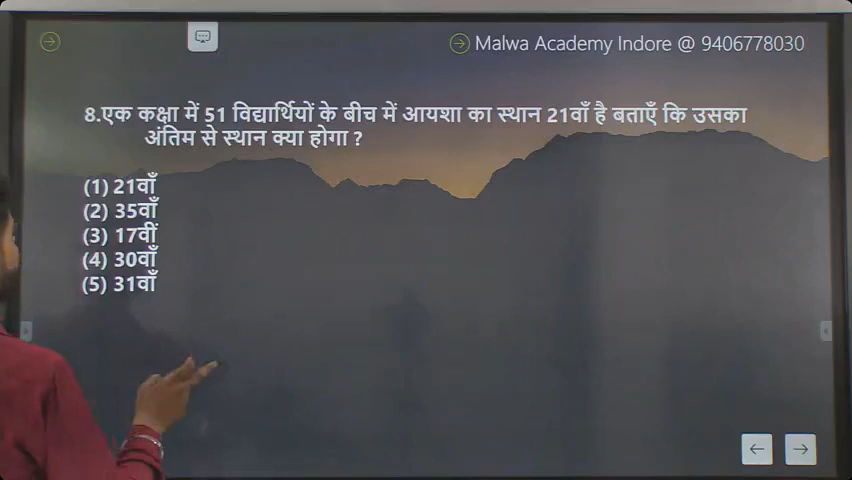 Malwa Academy Indore @ 9406778030
8.एक कक्षा में 51 विद्यार्थियों के बीच में आयशा का स्थान 21वाँ है बताएँ कि उसका
अंतिम से स्थान क्या होगा ?
(1) 21वाँ
(2) 35वाँ
(3) 17वीं
(4) 30वाँ
(5) 31वाँ